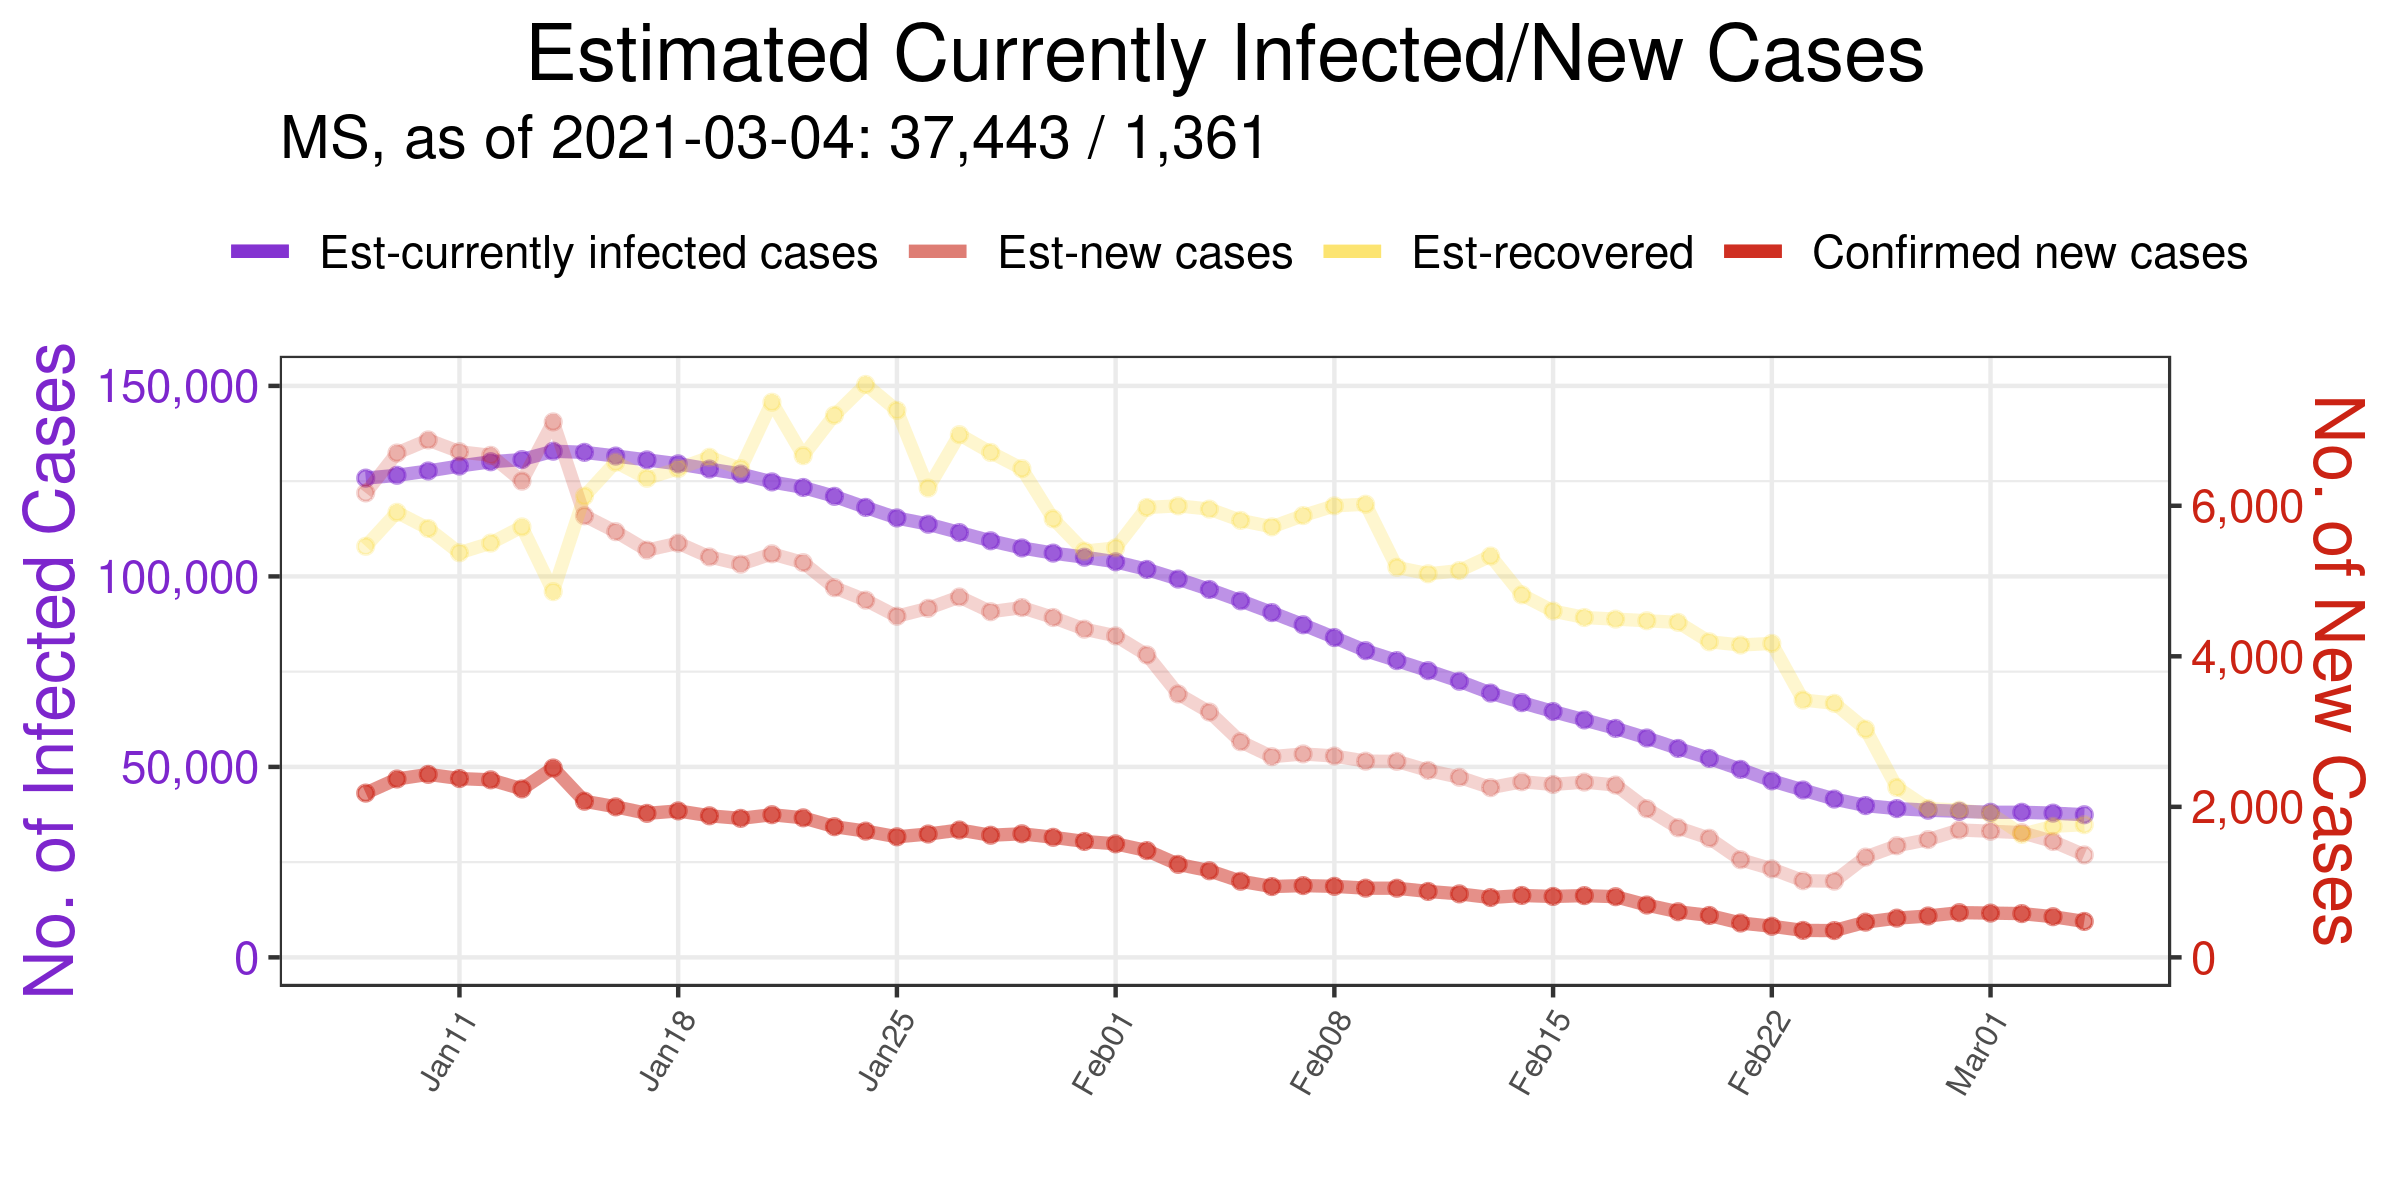 Estimated Currently Infected/New Cases
MS, as of 2021-03-04: 37,443 / 1,361
Est-currently infected cases Est-new cases Est-recovered Confirmed new cases
No. of Infected Cases
150,000
100,000
50,000
0
6,000
4,000
2,000
0
No. of New Cases
Jan11 Jan18 Jan25 Feb01 Feb08 Feb15 Feb22 Mar01